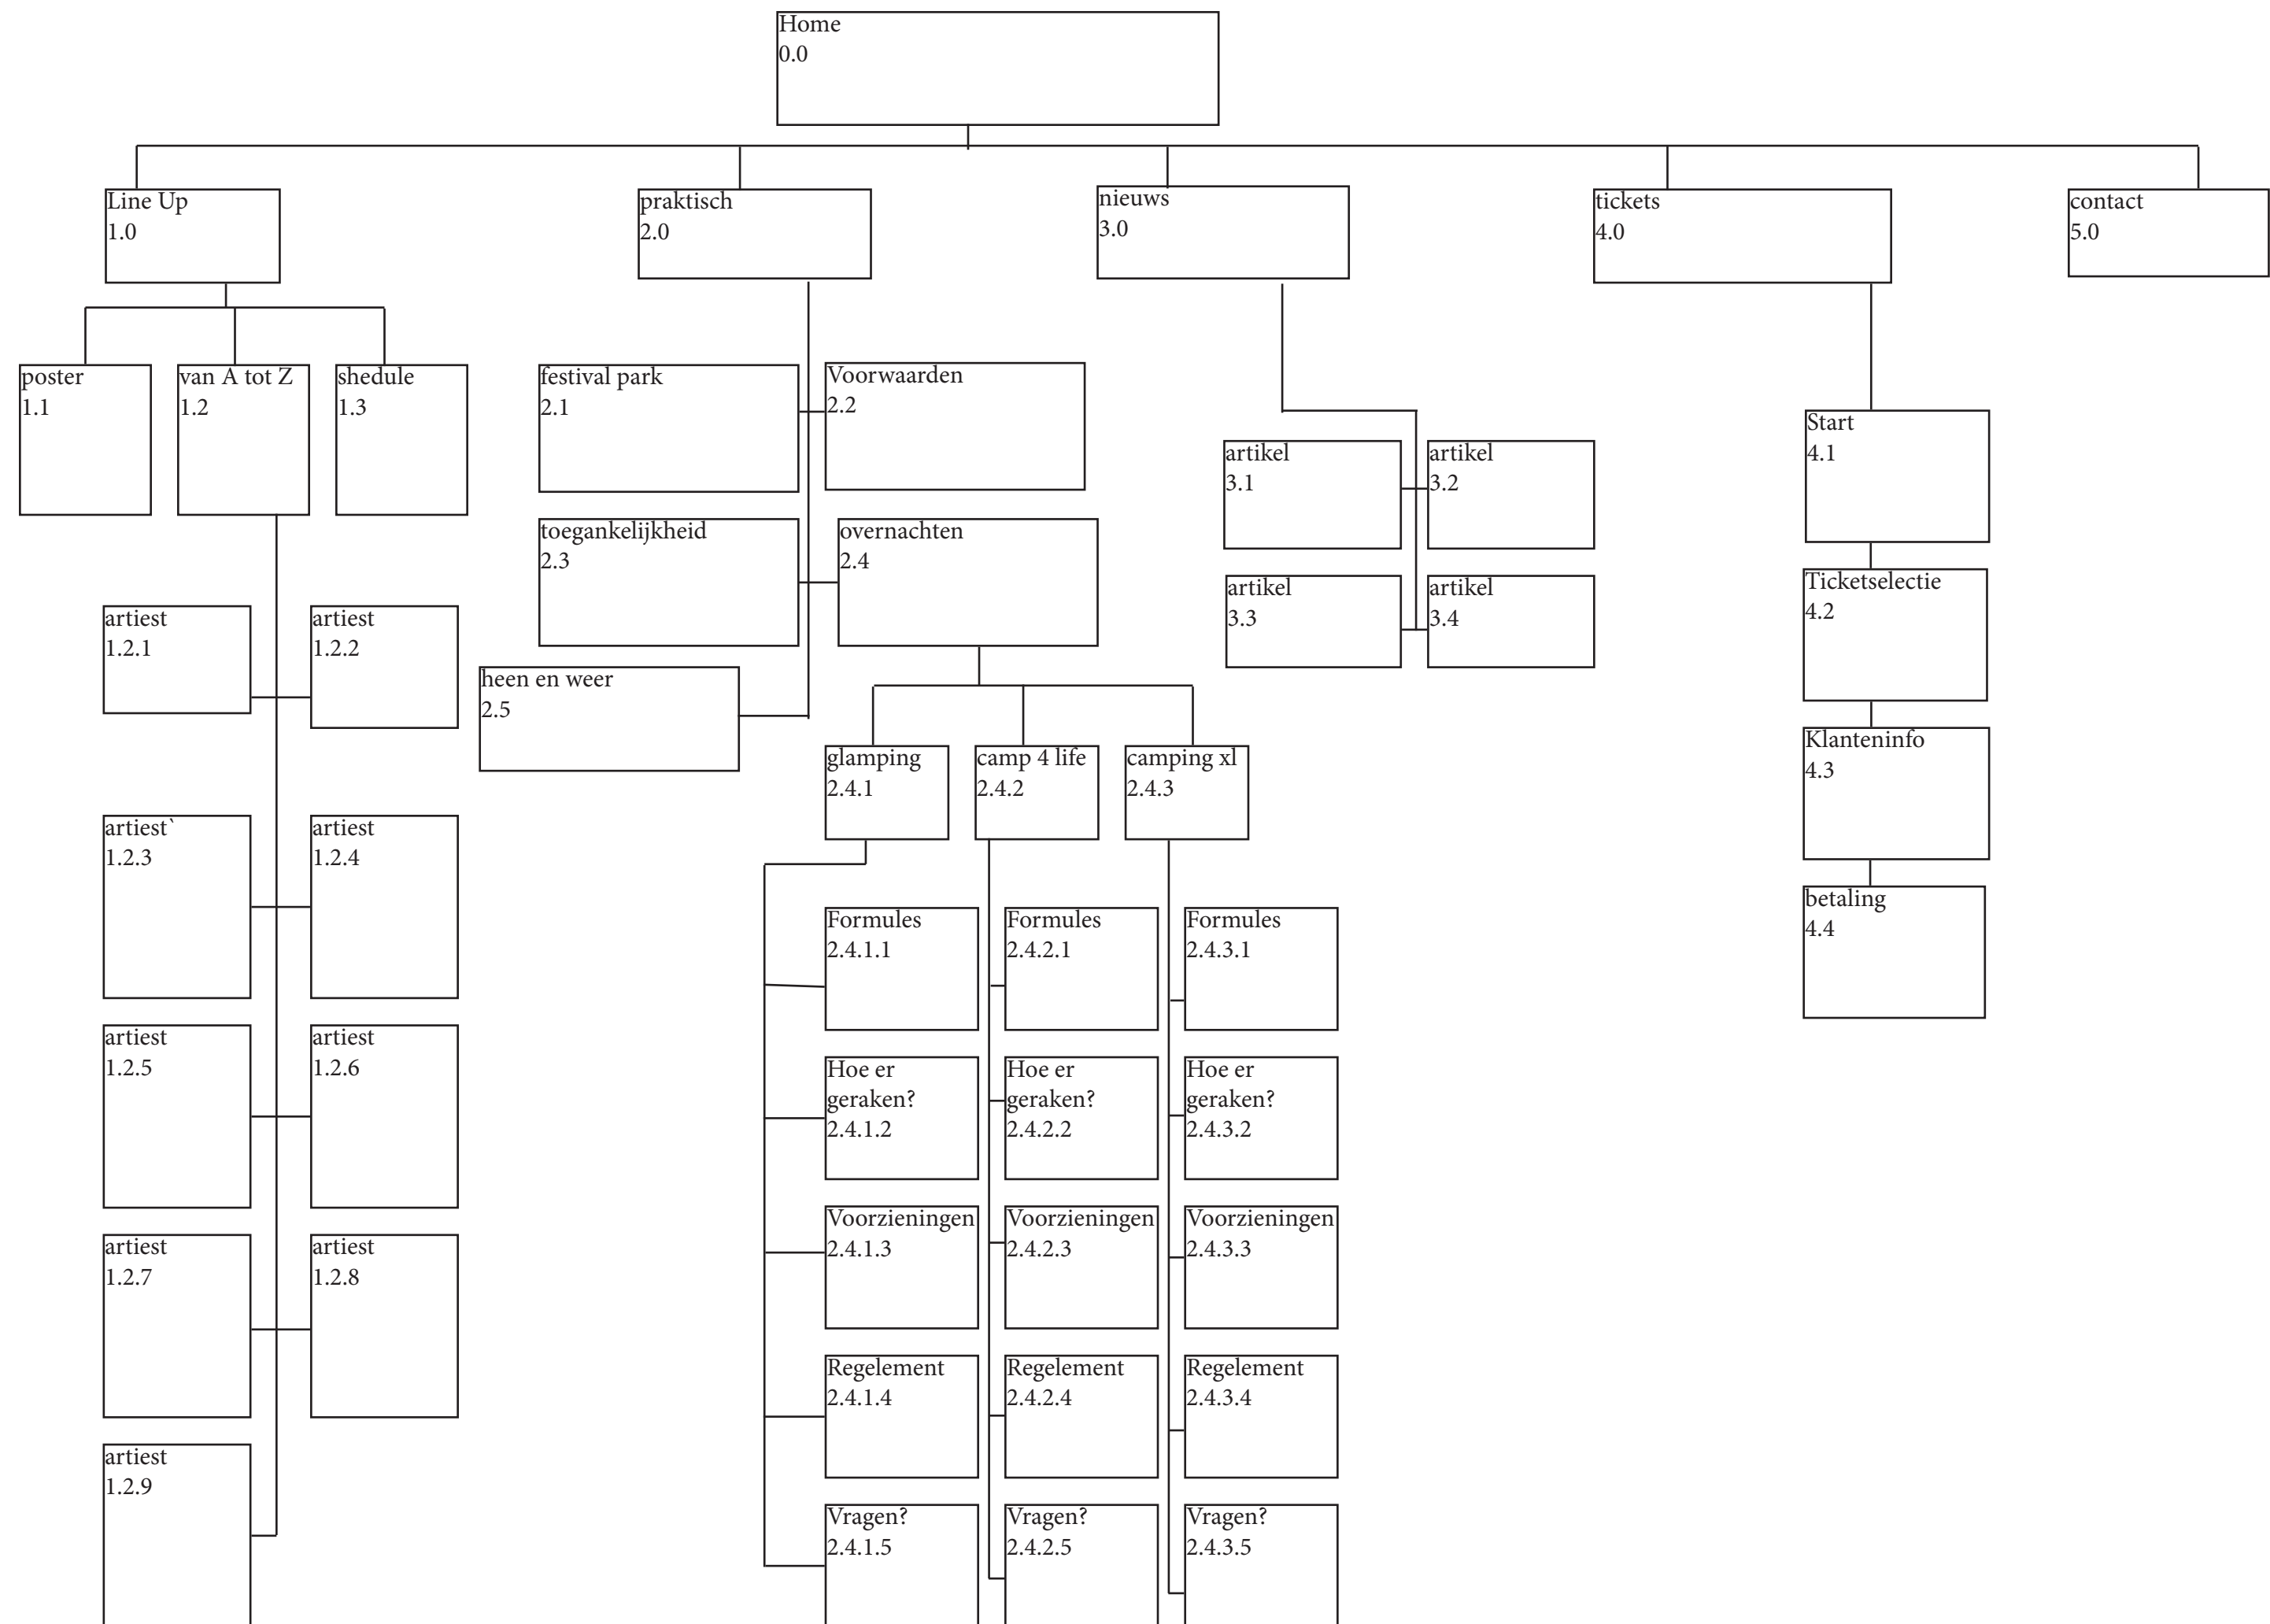 Home
0.0
Line Up
1.0
praktisch
2.0
nieuws
3.0
tickets
4.0
contact
5.0
poster
1.1
van A tot Z
1.2
shedule
1.3
festival park
2.1
Voorwaarden
2.2
toegankelijkheid
2.3
overnachten
2.4
heen en weer
2.5
artikel
3.1
artikel
3.2
artikel
3.3
artikel
3.4
Start
4.1
Ticketselectie
4.2
Klanteninfo
4.3
betaling
4.4
artiest
1.2.1
artiest
1.2.2
artiest`
1.2.3
artiest
1.2.4
artiest
1.2.5
artiest
1.2.6
artiest
1.2.7
artiest
1.2.8
artiest
1.2.9
glamping
2.4.1
camp 4 life
2.4.2
camping xl
2.4.3
Formules
2.4.1.1
Formules
2.4.2.1
Formules
2.4.3.1
Hoe er
geraken?
2.4.1.2
Hoe er
geraken?
2.4.2.2
Hoe er
geraken?
2.4.3.2
Voorzieningen
2.4.1.3
Voorzieningen
2.4.2.3
Voorzieningen
2.4.3.3
Regelement
2.4.1.4
Regelement
2.4.2.4
Regelement
2.4.3.4
Vragen?
2.4.1.5
Vragen?
2.4.2.5
Vragen?
2.4.3.5